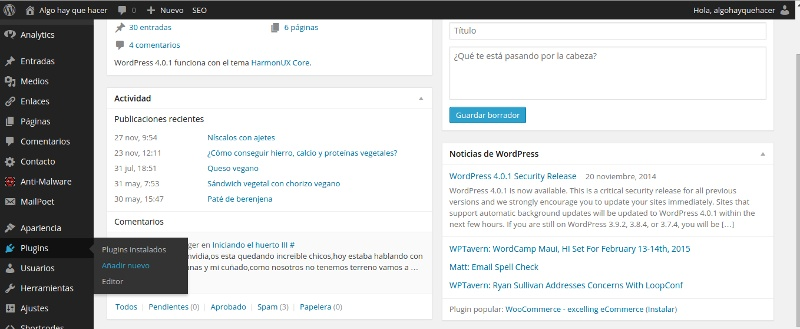 Algo hay que hacer 0 + Nuevo SEO Hola, algohayquehacer
Analytics
Entradas
Medios
Enlaces
Páginas
Comentarios
Contacto
Anti-Malware
MailPoet
Apariencia
Plugins
Usuarios
Herramientas
Ajustes
Shortcodes
Plugins instalados
Añadir nuevo
Editor
30 entradas 6 páginas
4 comentarios
WordPress 4.0.1 funciona con el tema HarmonUX Core.
Actividad
Publicaciones recientes
27 nov, 9:54 Níscalos con ajetes
23 nov, 12:11 ¿Cómo conseguir hierro, calcio y proteinas vegetales?
31 jul, 18:51 Queso vegano
31 may, 7:53 Sándwich vegetal con chorizo vegano
30 may, 15:47 Paté de berenjena
Comentarios
ger en Iniciando el huerto III #
nvidia,os esta quedando increible chicos,hoy estaba hablando con
nas y mi cuñado,como nosotros no tenemos terreno vamos a …
Todos | Pendientes (0) | Aprobado | Spam (3) | Papelera (0)
Título
¿Qué te está pasando por la cabeza?
Guardar borrador
Noticias de WordPress
WordPress 4.0.1 Security Release 20 noviembre, 2014
WordPress 4.0.1 is now available. This is a critical security release for all previous
versions and we strongly encourage you to update your sites immediately. Sites that
support automatic background updates will be updated to WordPress 4.0.1 within the
next few hours. If you are still on WordPress 3.9.2, 3.8.4, or 3.7.4, you will be […]
WPTavern: WordCamp Maui, HI Set For February 13-14th, 2015
Matt: Email Spell Check
WPTavern: Ryan Sullivan Addresses Concerns With LoopConf
Plugin popular: WooCommerce - excelling eCommerce (Instalar)